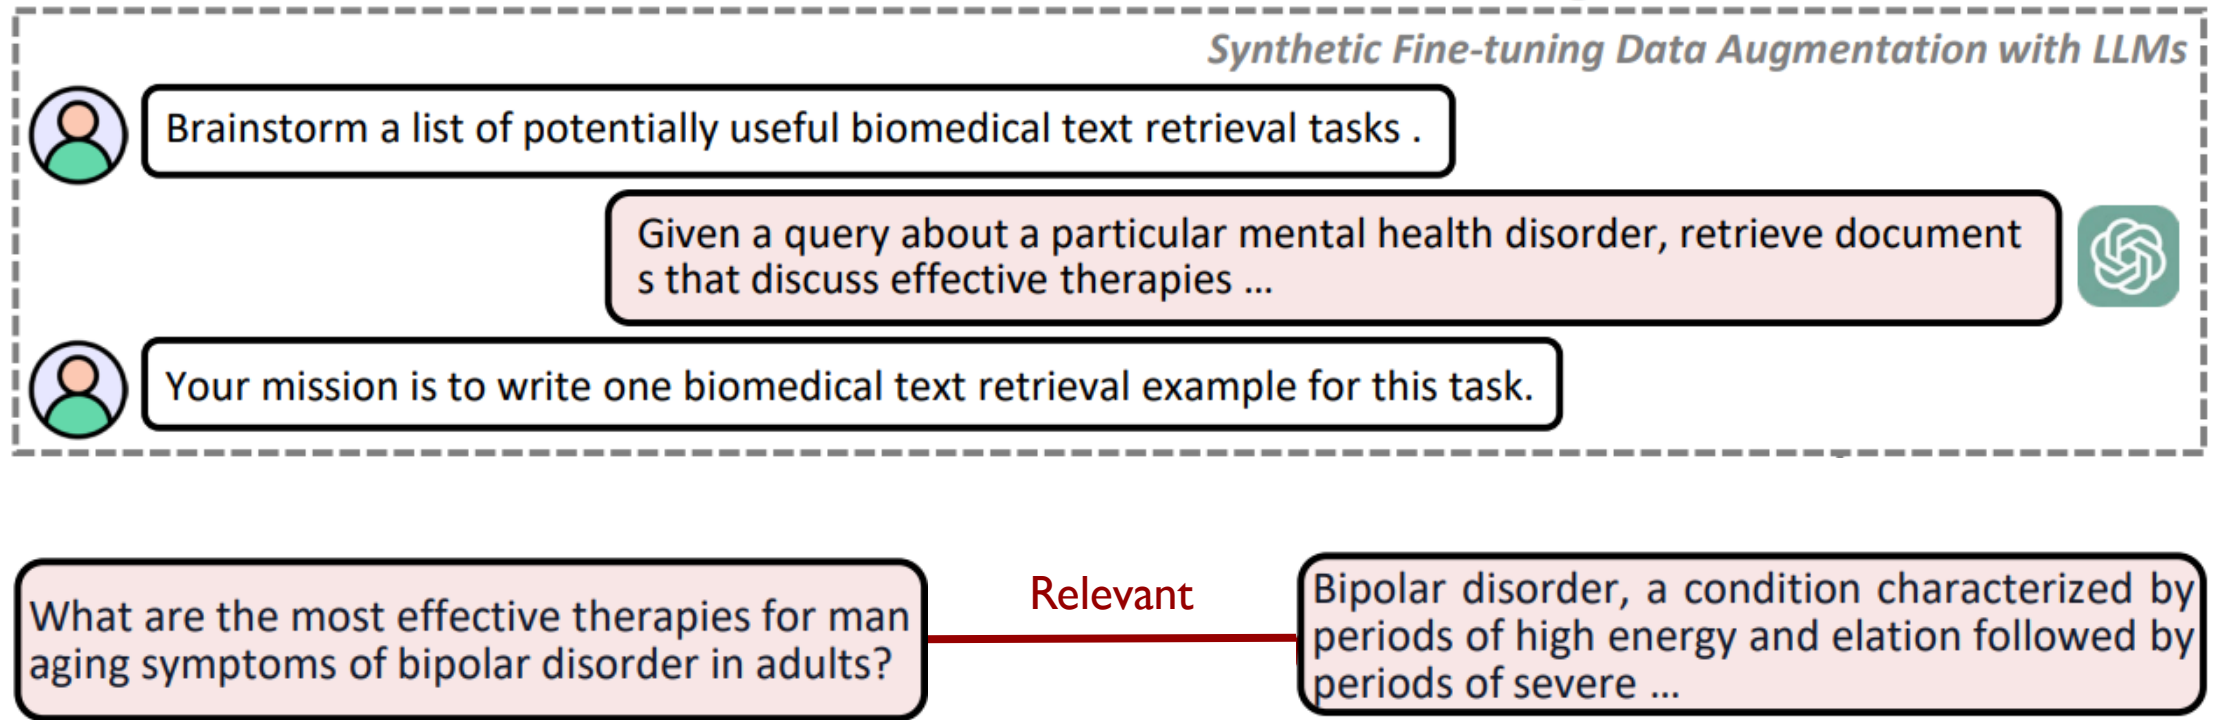 Synthetic Fine-tuning Data Augmentation with LLMs
Brainstorm a list of potentially useful biomedical text retrieval tasks .
Given a query about a particular mental health disorder, retrieve document
s that discuss effective therapies ...
Your mission is to write one biomedical text retrieval example for this task.
What are the most effective therapies for man
aging symptoms of bipolar disorder in adults?
Relevant
Bipolar disorder, a condition characterized by
periods of high energy and elation followed by
periods of severe ...